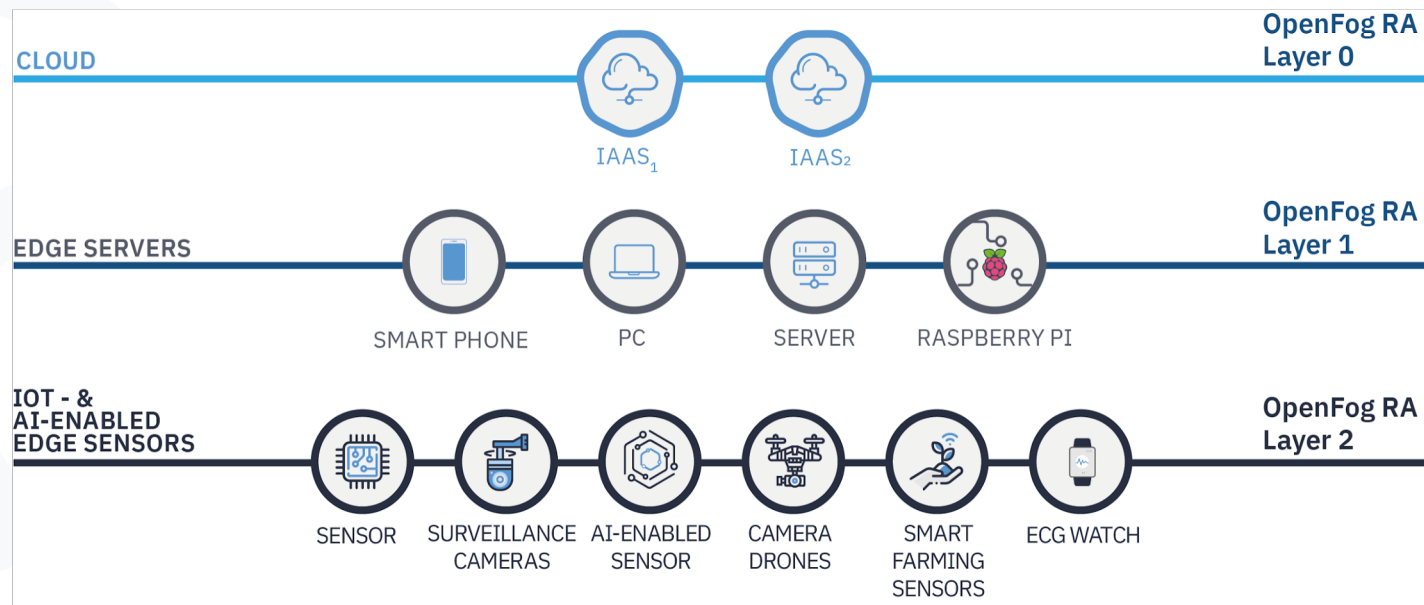 CLOUD
OpenFog RA
Layer 0
IAAS1
IAAS2
EDGE SERVERS
OpenFog RA
Layer 1
SMART PHONE
PC
SERVER
RASPBERRY PI
IOT - &
AI-ENABLED
EDGE SENSORS
OpenFog RA
Layer 2
SENSOR
SURVEILLANCE
CAMERAS
AI-ENABLED
SENSOR
CAMERA
DRONES
SMART
FARMING
SENSORS
ECG WATCH